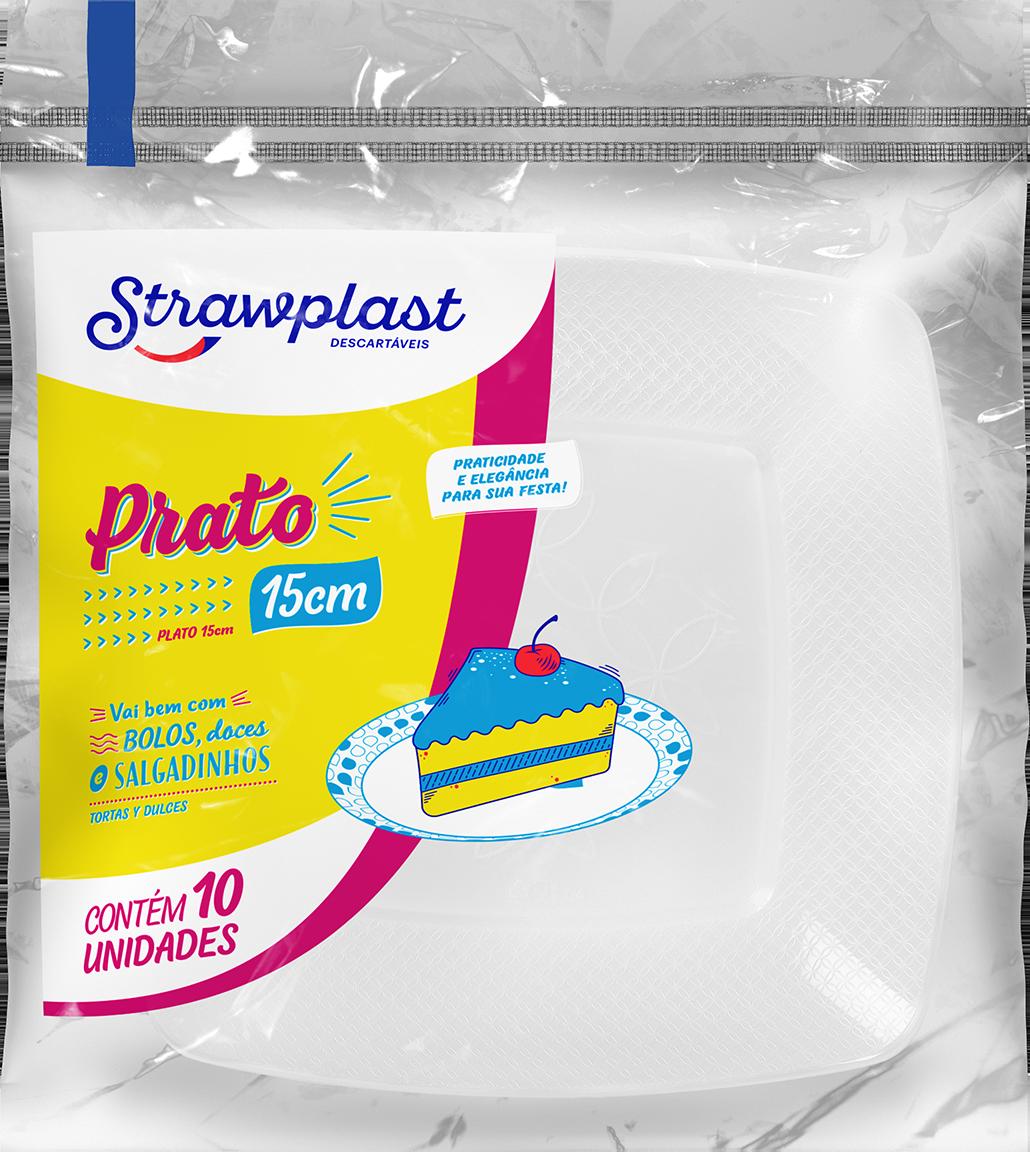 Strawplast
DESCARTÁVEIS
PRATICIDADE
E ELEGÂNCIA
PARA SUA FESTA!
Prato
15cm
PLATO 15cm
Vai bem com
BOLOS, doces
e SALGADINHOS
TORTAS Y DULCES
CONTÉM 10
UNIDADES